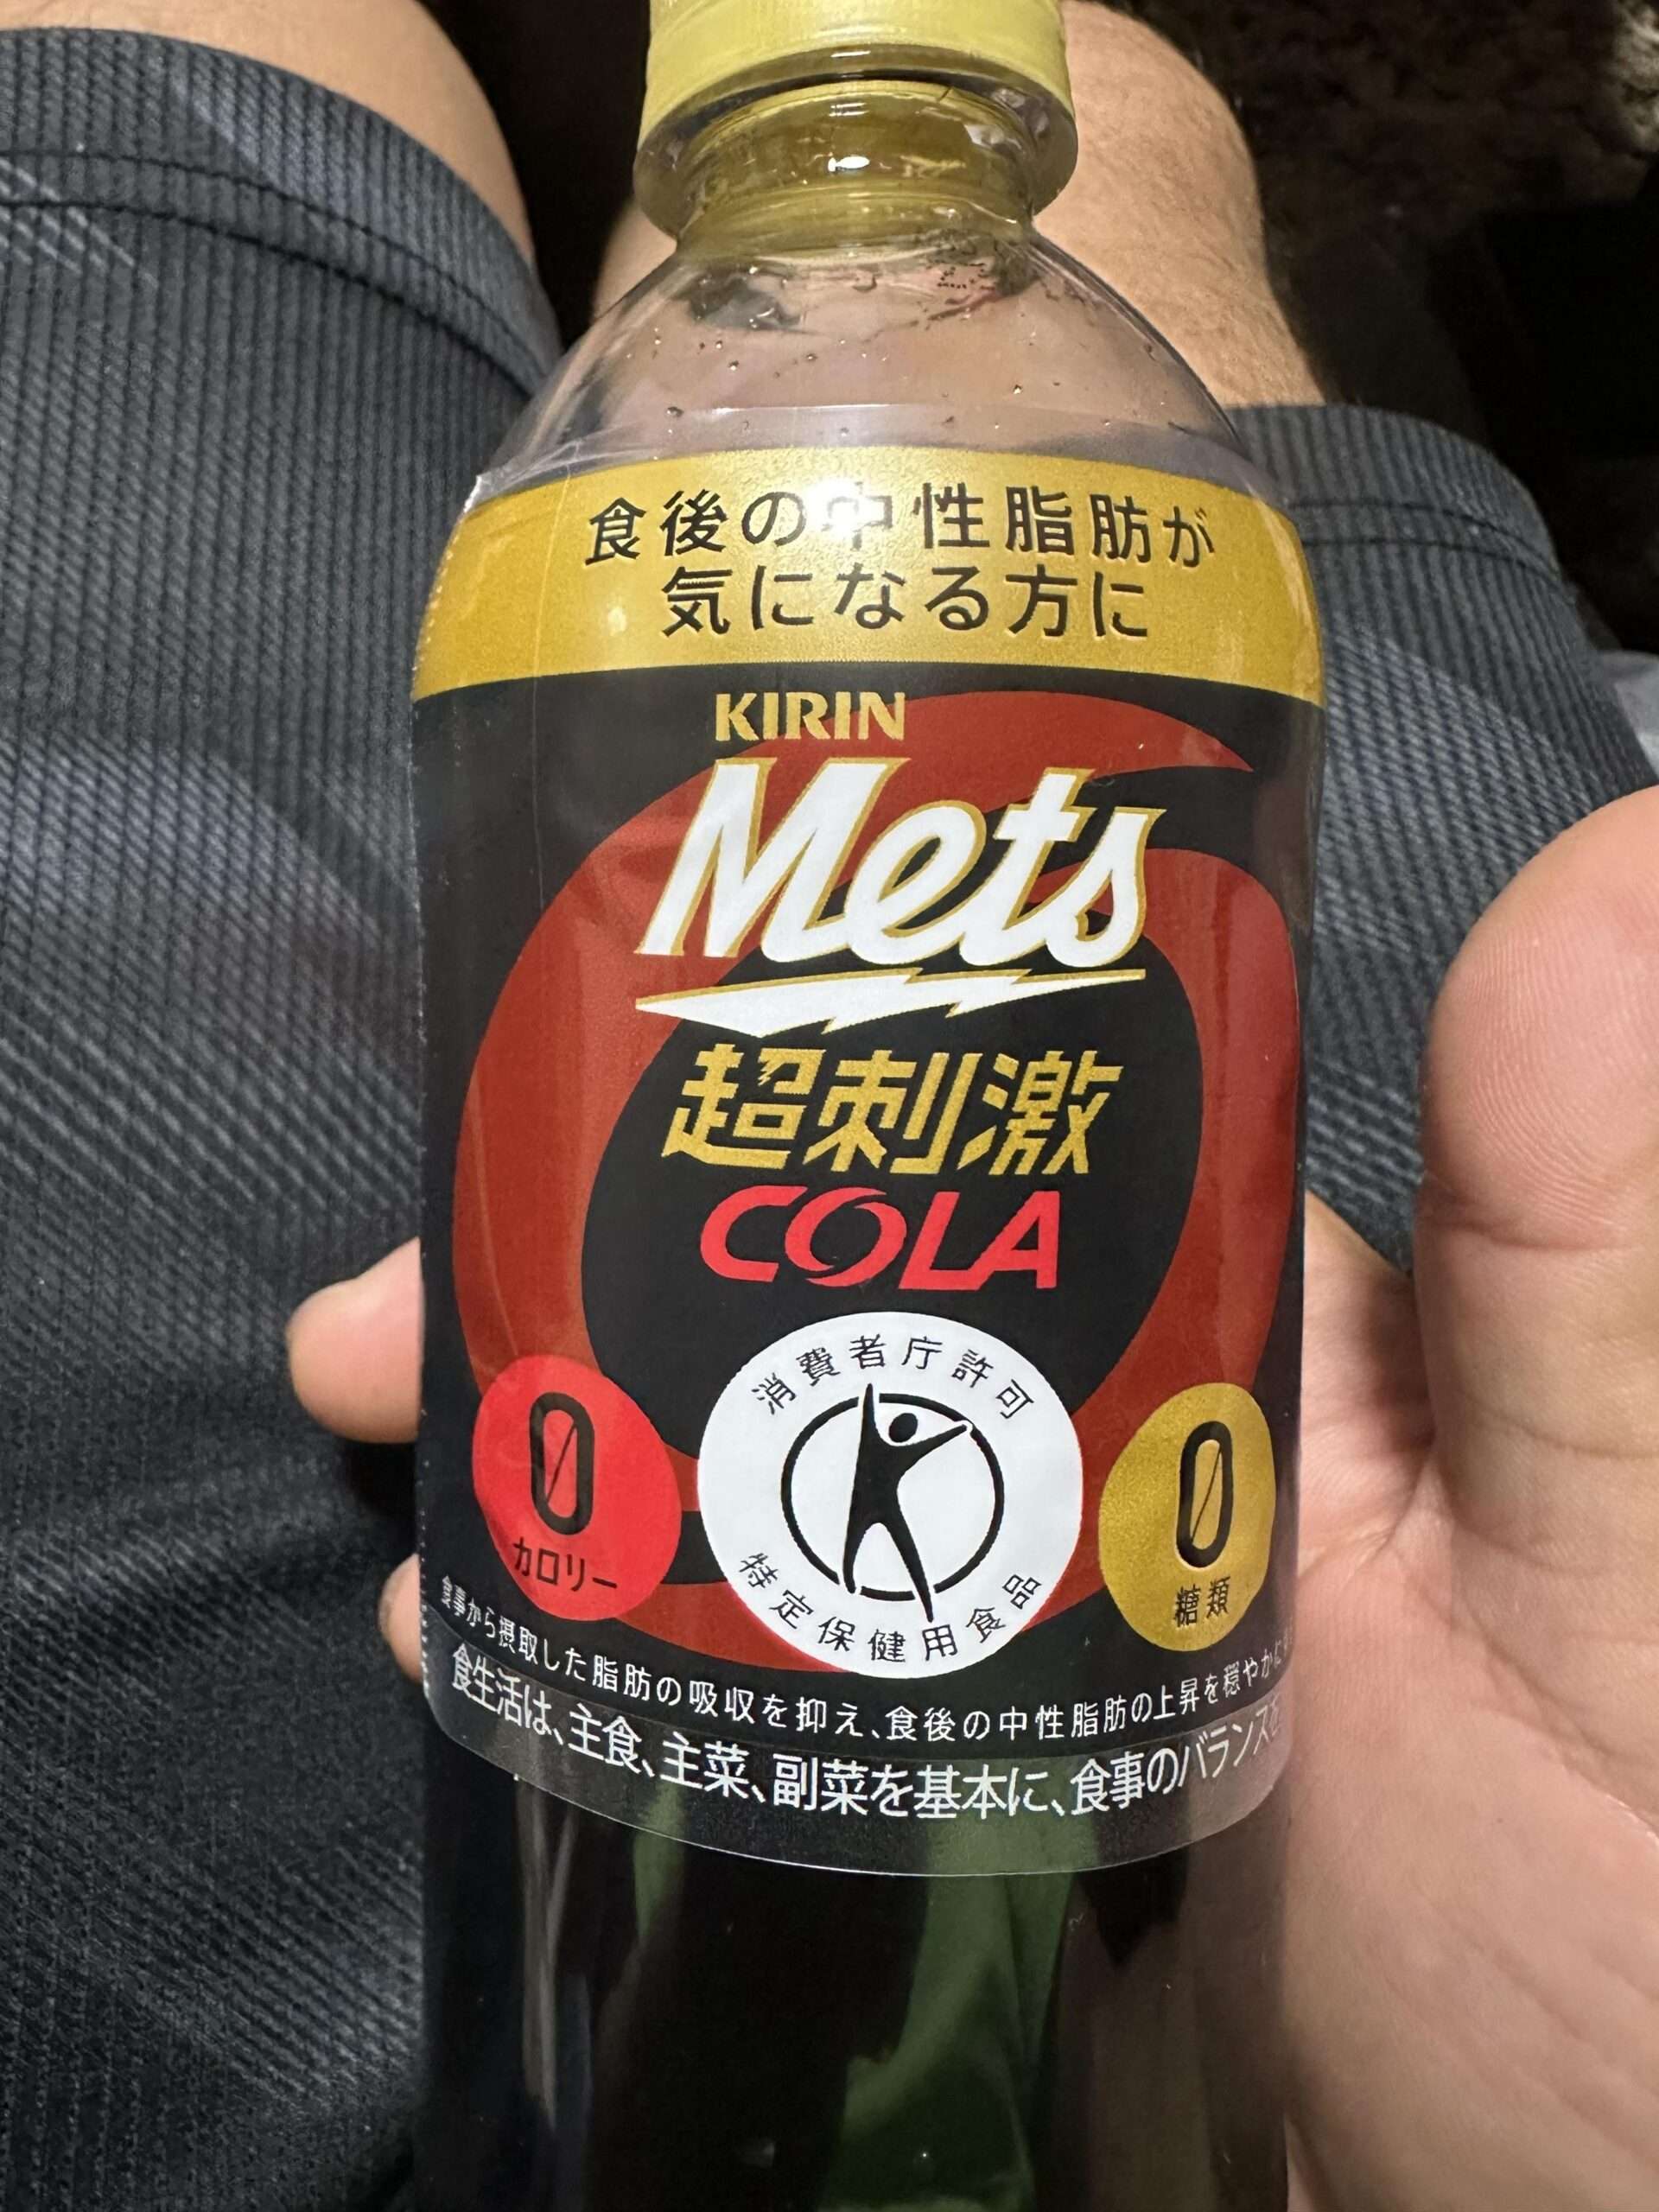 食後の中性脂肪が
気になる方に
KIRIN
Mets
超刺激
COLA
消費者庁許可
特定保健用食品
0
カロリー
0
糖類
食事から摂取した脂肪の吸収を抑え、食後の中性脂肪の上昇を穏やかに
食生活は、主食、主菜、副菜を基本に、食事のバランスを